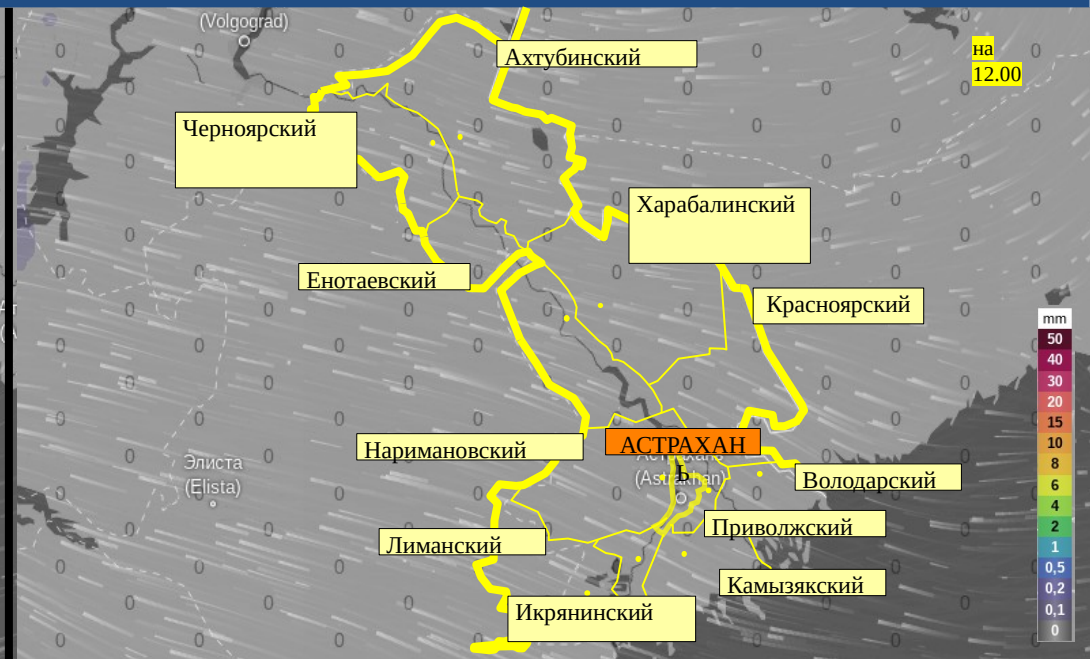 (Volgograd)
Ахтубинский
на
12.00
Черноярский
Харабалинский
Енотаевский
Красноярский
mm
50
40
30
20
15
10
8
6
4
2
1
0,5
0,2
0,1
0
Наримановский
АСТРАХАН
Ь
(Astrakhan)
Элиста
(Elista)
Володарский
Приволжский
Лиманский
Камызякский
Икрянинский